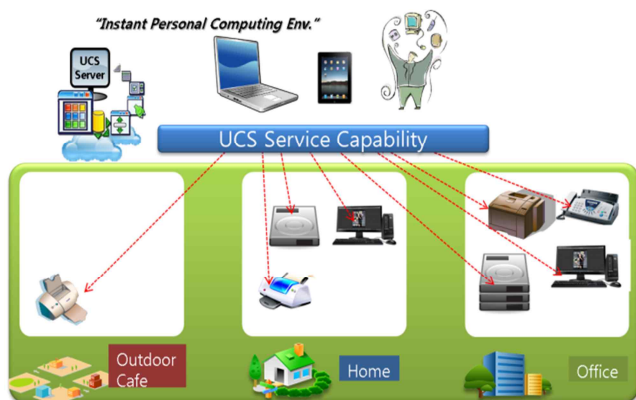 "Instant Personal Computing Env."
UCS
Server
UCS Service Capability
Outdoor
Cafe
Home
Office